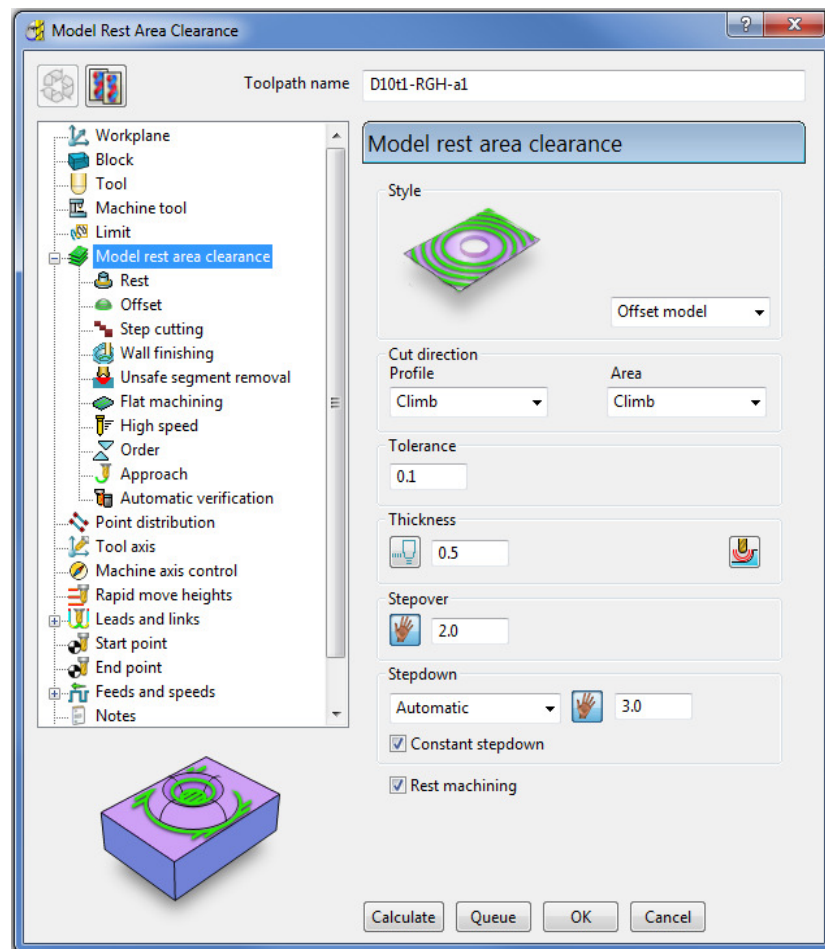 Model Rest Area Clearance
Toolpath name D10t1-RGH-a1
Workplane
Block
Tool
Machine tool
Limit
Model rest area clearance
Rest
Offset
Step cutting
Wall finishing
Unsafe segment removal
Flat machining
High speed
Order
Approach
Automatic verification
Point distribution
Tool axis
Machine axis control
Rapid move heights
Leads and links
Start point
End point
Feeds and speeds
Notes
Model rest area clearance
Style
Offset model
Cut direction
Profile Area
Climb Climb
Tolerance
0.1
Thickness
0.5
Stepover
2.0
Stepdown
Automatic 3.0
Constant stepdown
Rest machining
Calculate Queue OK Cancel